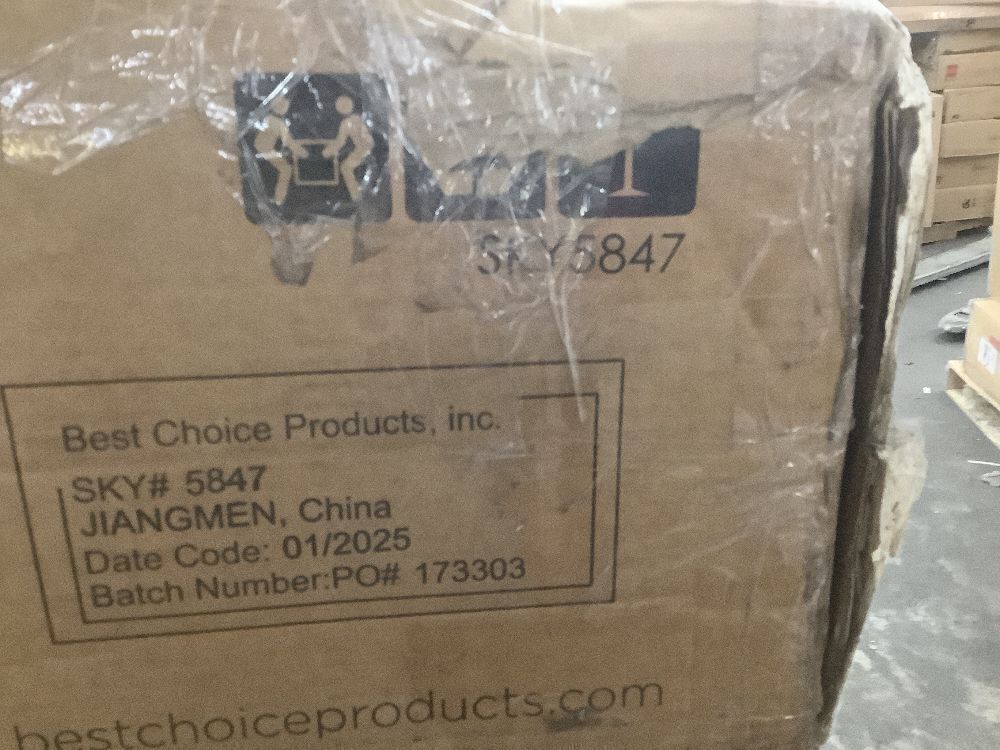 SKY5847
Best Choice Products, inc.
SKY# 5847
JIANGMEN, China
Date Code: 01/2025
Batch Number:PO# 173303
bestchoiceproducts.com